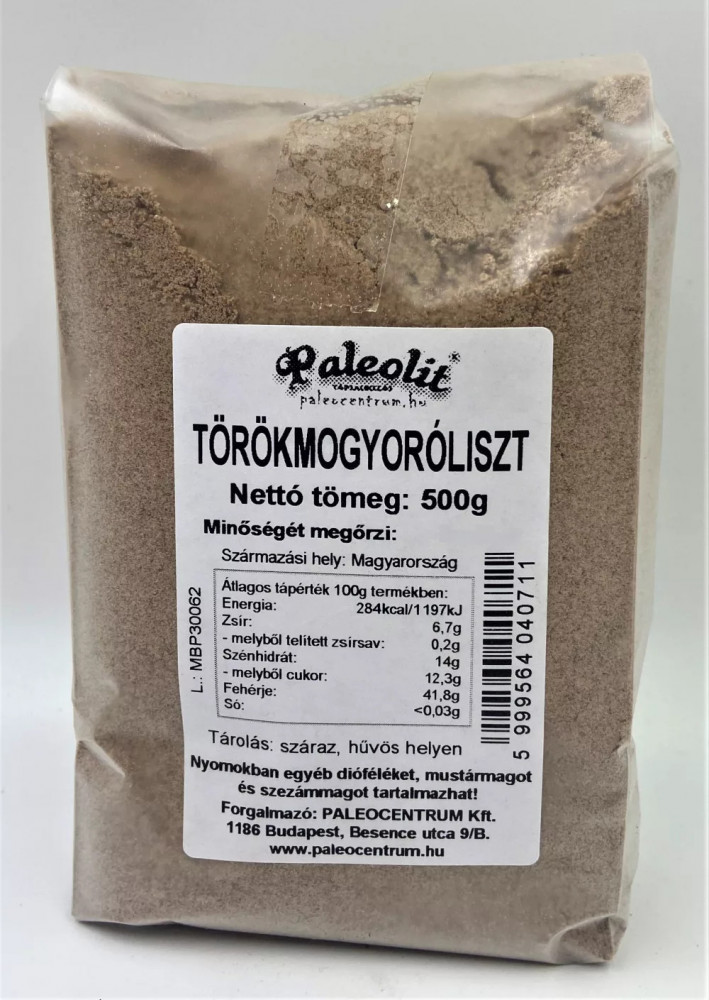 Paleolit*
TÁPLÁLKOZÁS
paleocentrum.hu
TÖRÖKMOGYORÓLISZT
Nettó tömeg: 500g
Minőségét megőrzi:
Származási hely: Magyarország
Átlagos tápérték 100g termékben:
Energia: 284kcal/1197kJ
Zsír: 6,7g
- melyből telített zsírsav: 0,2g
Szénhidrát: 14g
- melyből cukor: 12,3g
Fehérje: 41,8g
Só: <0,03g
L.: MBP30062
5 999564 040711
Tárolás: száraz, hűvös helyen
Nyomokban egyéb dióféléket, mustármagot
és szezámmagot tartalmazhat!
Forgalmazó: PALEOCENTRUM Kft.
1186 Budapest, Besence utca 9/B.
www.paleocentrum.hu